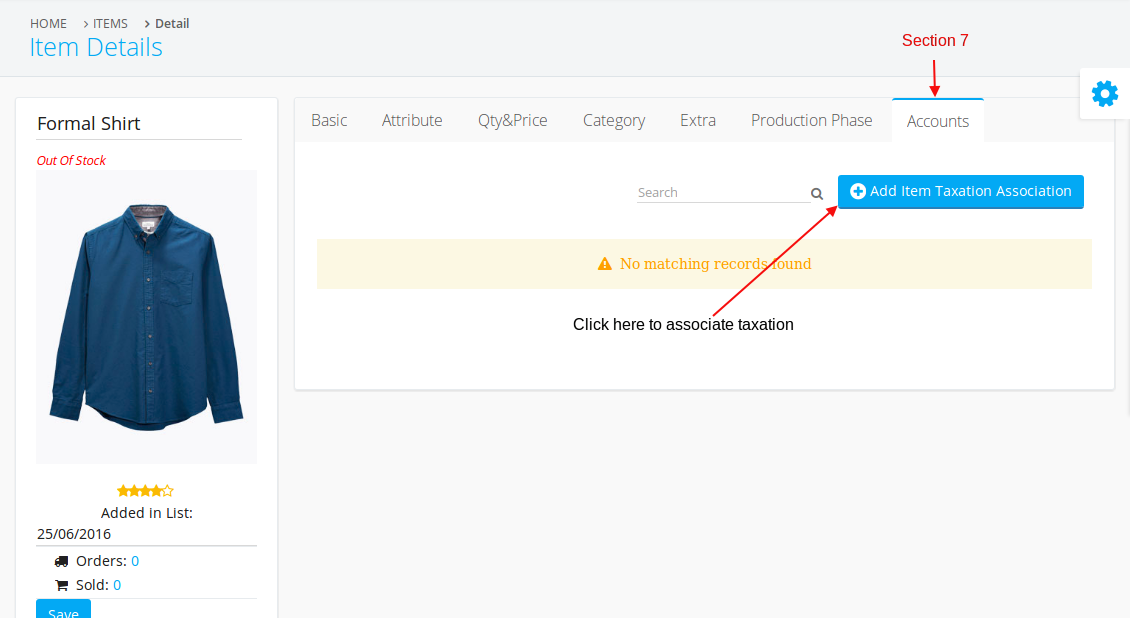 HOME > ITEMS > Detail
Item Details
Section 7
Formal Shirt
Out Of Stock
Added in List:
25/06/2016
Orders: 0
Sold: 0
Save
Basic Attribute Qty&Price Category Extra Production Phase Accounts
Search
Add Item Taxation Association
No matching records found
Click here to associate taxation